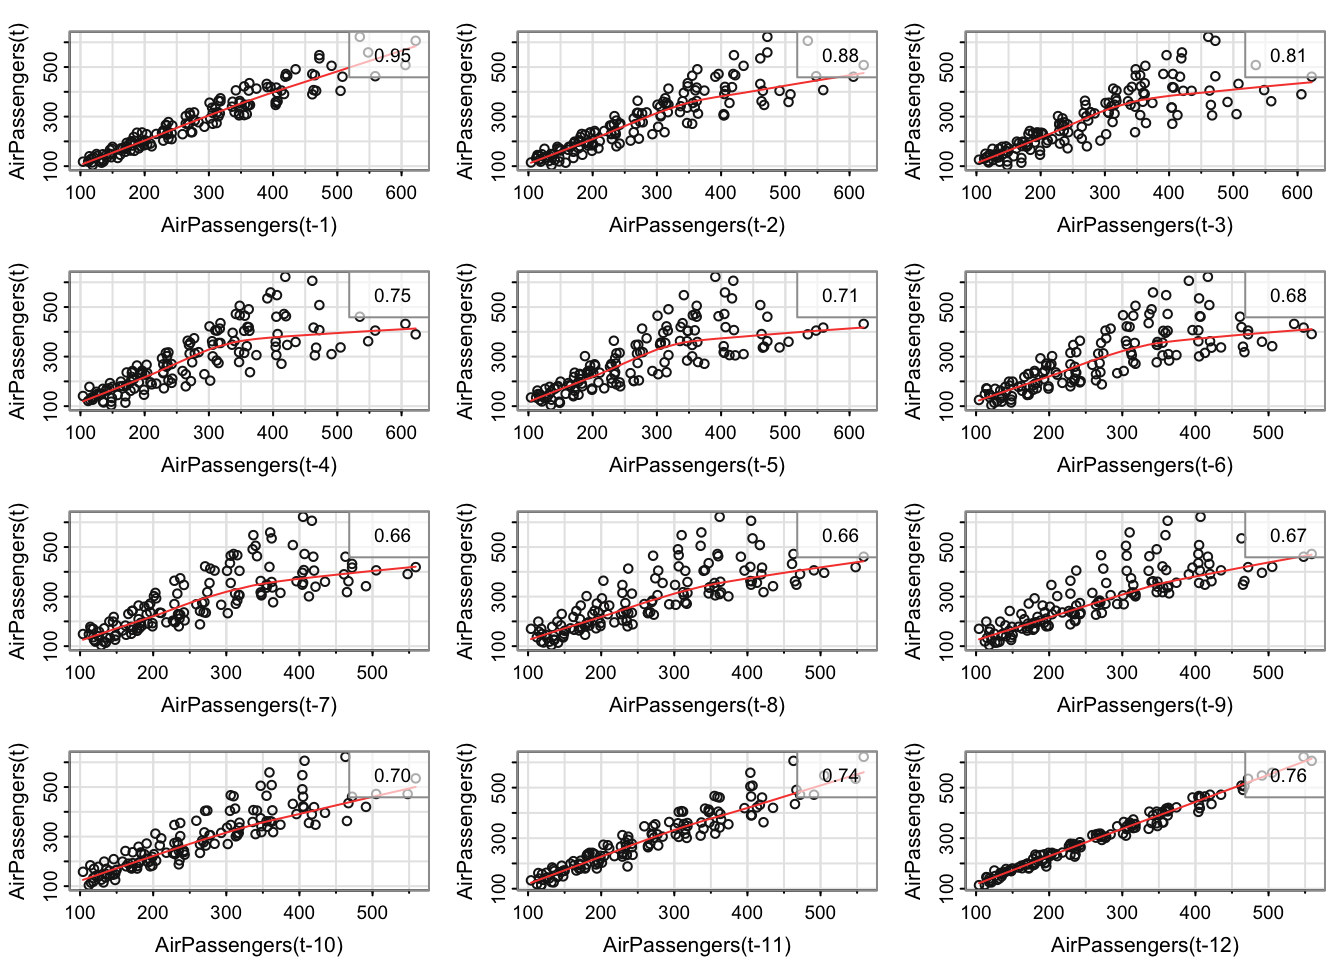 AirPassengers(t)
100 300 500
0.95
100 200 300 400 500 600
AirPassengers(t-1)
AirPassengers(t)
100 300 500
0.88
100 200 300 400 500 600
AirPassengers(t-2)
AirPassengers(t)
100 300 500
0.81
100 200 300 400 500 600
AirPassengers(t-3)
AirPassengers(t)
100 300 500
0.75
100 200 300 400 500 600
AirPassengers(t-4)
AirPassengers(t)
100 300 500
0.71
100 200 300 400 500 600
AirPassengers(t-5)
AirPassengers(t)
100 300 500
0.68
100 200 300 400 500
AirPassengers(t-6)
AirPassengers(t)
100 300 500
0.66
100 200 300 400 500
AirPassengers(t-7)
AirPassengers(t)
100 300 500
0.66
100 200 300 400 500
AirPassengers(t-8)
AirPassengers(t)
100 300 500
0.67
100 200 300 400 500
AirPassengers(t-9)
AirPassengers(t)
100 300 500
0.70
100 200 300 400 500
AirPassengers(t-10)
AirPassengers(t)
100 300 500
0.74
100 200 300 400 500
AirPassengers(t-11)
AirPassengers(t)
100 300 500
0.76
100 200 300 400 500
AirPassengers(t-12)